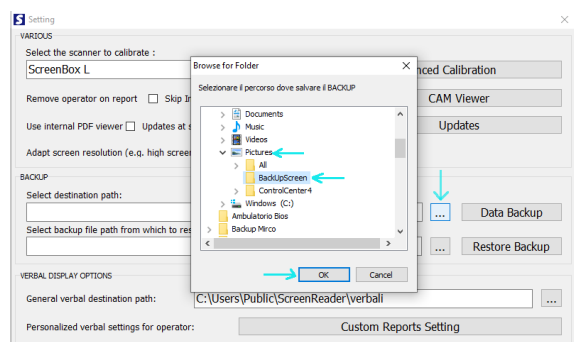 Setting
VARIOUS
Select the scanner to calibrate :
ScreenBox L
Browse for Folder
Selezionare il percorso dove salvare il BACKUP
Documents
Music
Videos
Pictures
All
BackUpScreen
ControlCenter4
Windows (C:)
Ambulatorio Bios
Backup Mirco
OK Cancel
nced Calibration
Remove operator on report Skip In
CAM Viewer
Use internal PDF viewer Updates at s
Updates
Adapt screen resolution (e.g. high screen
BACKUP
Select destination path:
... Data Backup
Select backup file path from which to res
... Restore Backup
VERBAL DISPLAY OPTIONS
General verbal destination path: C:\Users\Public\ScreenReader\verbali ...
Personalized verbal settings for operator: Custom Reports Setting